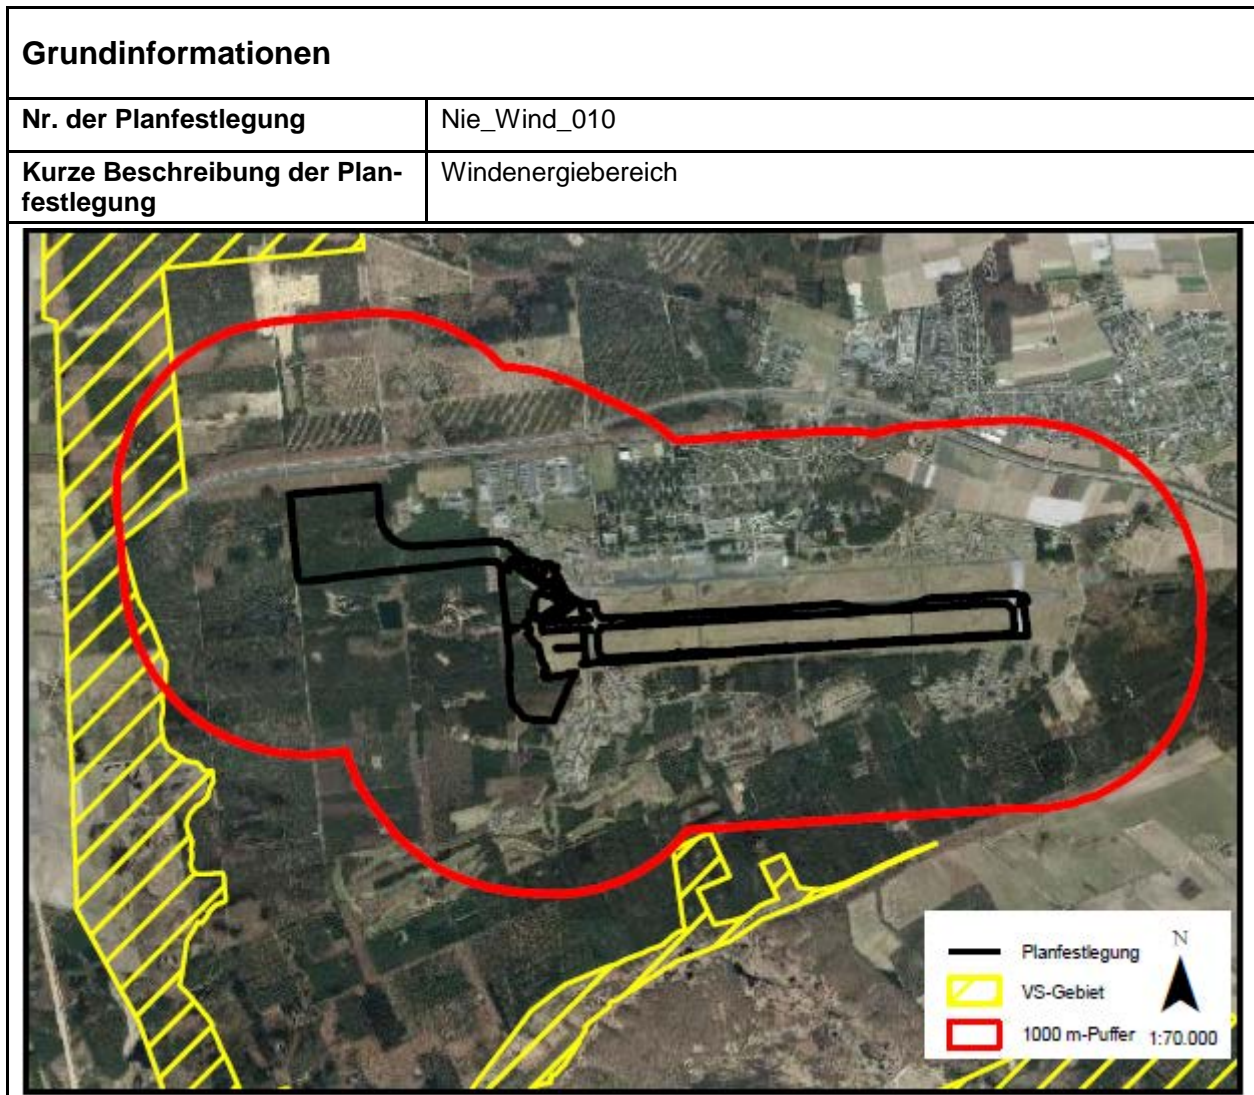 Grundinformationen
Nr. der Planfestlegung
Nie_Wind_010
Kurze Beschreibung der Plan-
festlegung
Windenergiebereich
N
Planfestlegung
VS-Gebiet
1000 m-Puffer
1:70.000